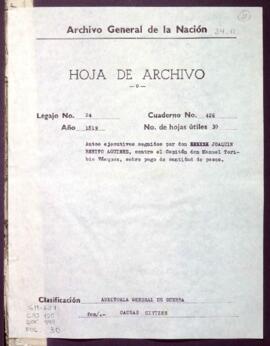 Archivo General de la Nación
HOJA DE ARCHIVO
—o—
Legajo No. 24 Cuaderno No. 426
Año 1819 No. de hojas útiles 30
Autos ejecutivos seguidos por don JOAQUIN
BENITO AGUIRRE, contra el Capitán don Manuel Tori-
bio Vásquez, sobre pago de cantidad de pesos.
Clasificación AUDITORIA GENERAL DE GUERRA
CAUSAS CIVILES